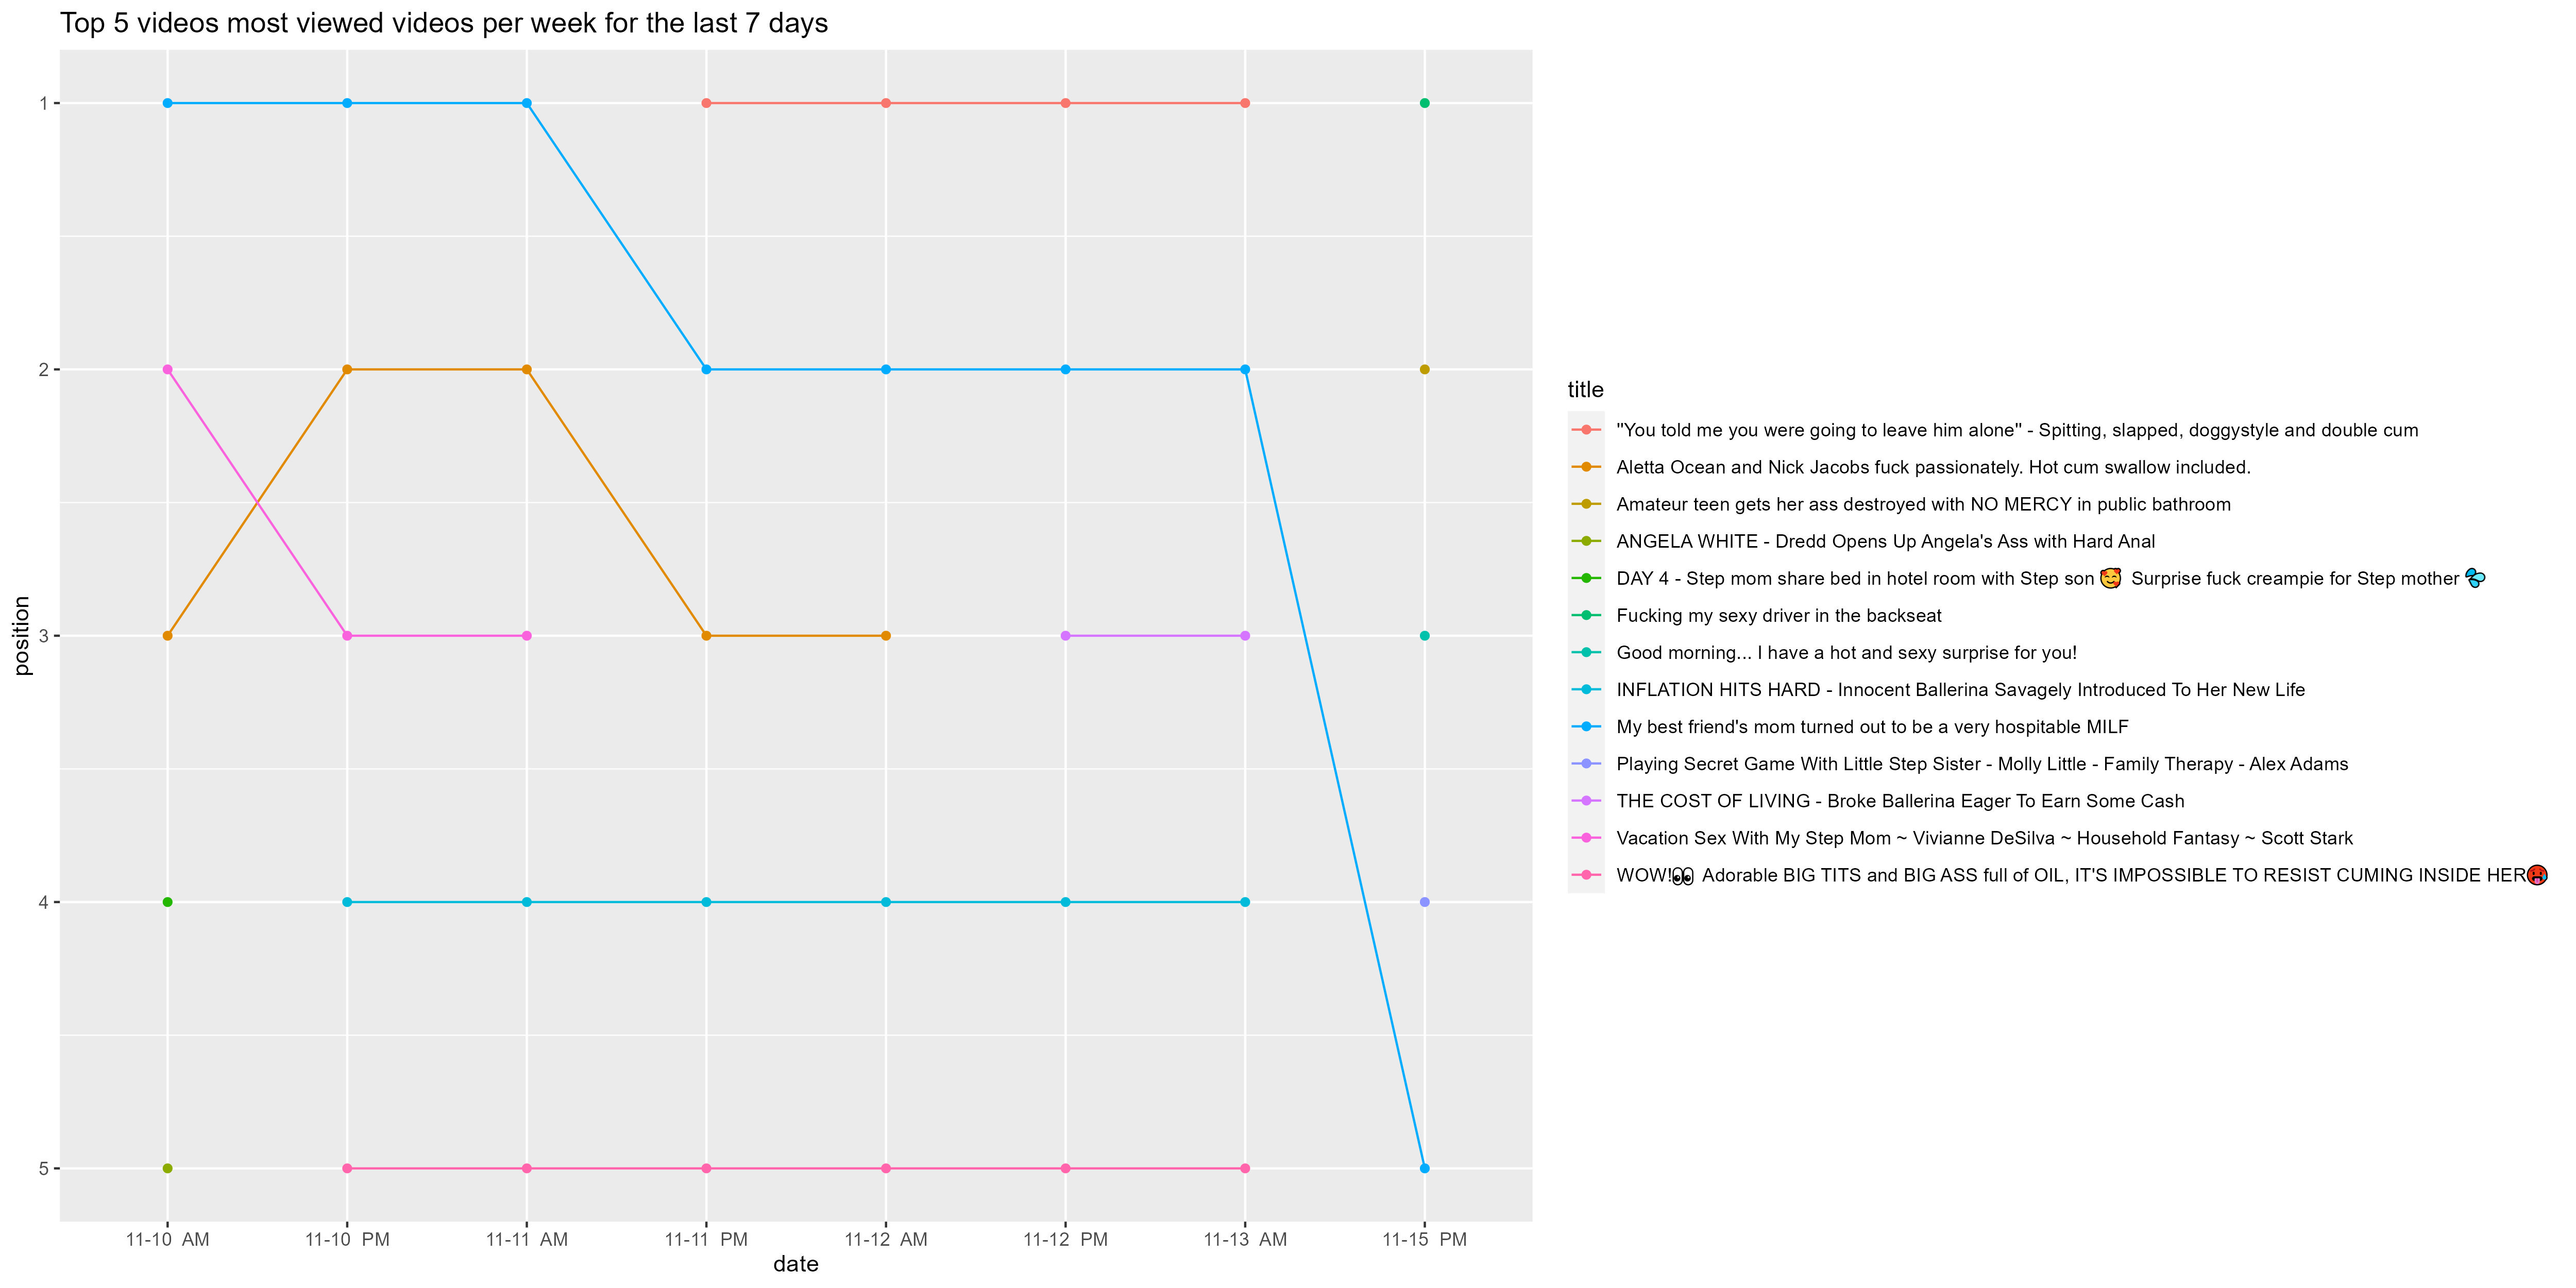 Top 5 videos most viewed videos per week for the last 7 days
1
2
3
4
5
position
11-10 AM
11-10 PM
11-11 AM
11-11 PM
11-12 AM
11-12 PM
11-13 AM
11-15 PM
date
title
"You told me you were going to leave him alone" - Spitting, slapped, doggystyle and double cum
Aletta Ocean and Nick Jacobs fuck passionately. Hot cum swallow included.
Amateur teen gets her ass destroyed with NO MERCY in public bathroom
ANGELA WHITE - Dredd Opens Up Angela's Ass with Hard Anal
DAY 4 - Step mom share bed in hotel room with Step son 🥰 Surprise fuck creampie for Step mother 💦
Fucking my sexy driver in the backseat
Good morning... I have a hot and sexy surprise for you!
INFLATION HITS HARD - Innocent Ballerina Savagely Introduced To Her New Life
My best friend's mom turned out to be a very hospitable MILF
Playing Secret Game With Little Step Sister - Molly Little - Family Therapy - Alex Adams
THE COST OF LIVING - Broke Ballerina Eager To Earn Some Cash
Vacation Sex With My Step Mom ~ Vivianne DeSilva ~ Household Fantasy ~ Scott Stark
WOW!👀 Adorable BIG TITS and BIG ASS full of OIL, IT'S IMPOSSIBLE TO RESIST CUMING INSIDE HER🥵